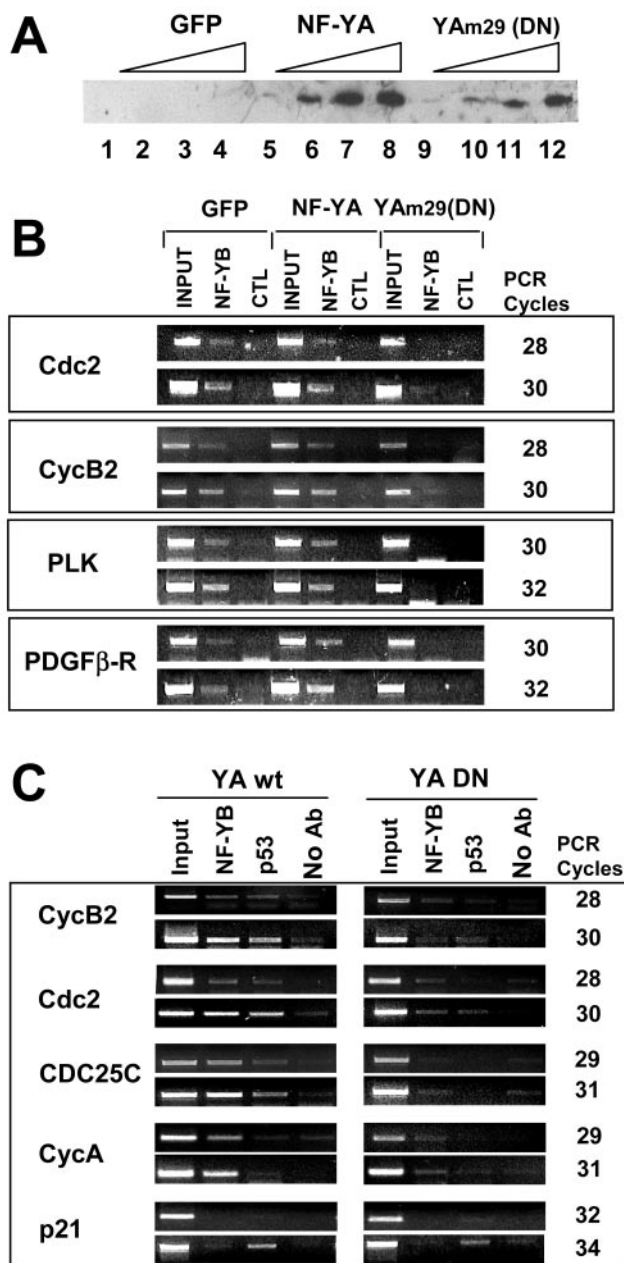 A
GFP NF-YA YAm29 (DN)
1 2 3 4 5 6 7 8 9 10 11 12
B
GFP NF-YA YAm29(DN)
INPUT NF-YB CTL INPUT NF-YB CTL INPUT NF-YB CTL PCR Cycles
Cdc2 28
30
CycB2 28
30
PLK 30
32
PDGFβ-R 30
32
C
YA wt YA DN
Input NF-YB p53 No Ab Input NF-YB p53 No Ab PCR Cycles
CycB2 28
30
Cdc2 28
30
CDC25C 29
31
CycA 29
31
p21 32
34